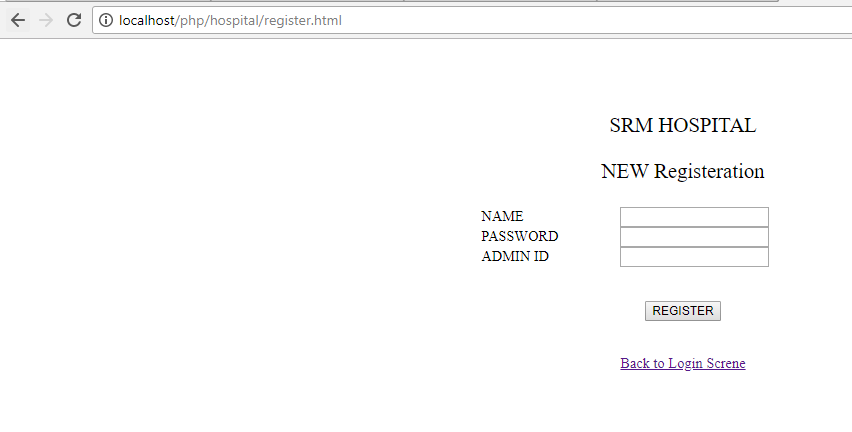 localhost/php/hospital/register.html
SRM HOSPITAL
NEW Registeration
NAME
PASSWORD
ADMIN ID
REGISTER
Back to Login Screne